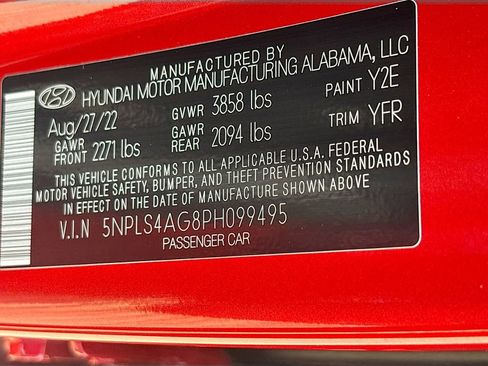 MANUFACTURED BY
HYUNDAI MOTOR MANUFACTURING ALABAMA, LLC
Aug/27/22 GVWR 3858 lbs PAINT Y2E
GAWR FRONT 2271 lbs GAWR REAR 2094 lbs TRIM YFR
THIS VEHICLE CONFORMS TO ALL APPLICABLE U.S.A. FEDERAL
MOTOR VEHICLE SAFETY, BUMPER, AND THEFT PREVENTION STANDARDS
IN EFFECT ON THE DATE OF MANUFACTURE SHOWN ABOVE
V.I.N 5NPLS4AG8PH099495
PASSENGER CAR